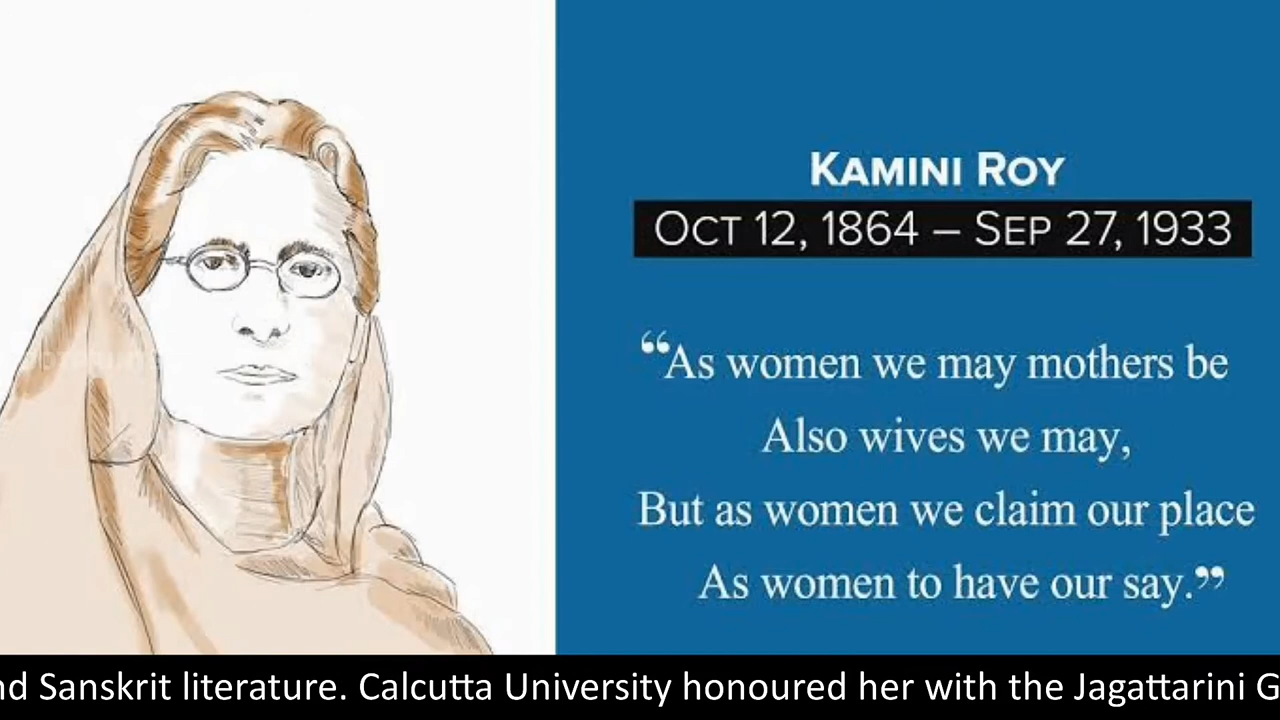 KAMINI ROY
OCT 12, 1864 – SEP 27, 1933
“As women we may mothers be
Also wives we may,
But as women we claim our place
As women to have our say.”
Sanskrit literature. Calcutta University honoured her with the Jagattarini